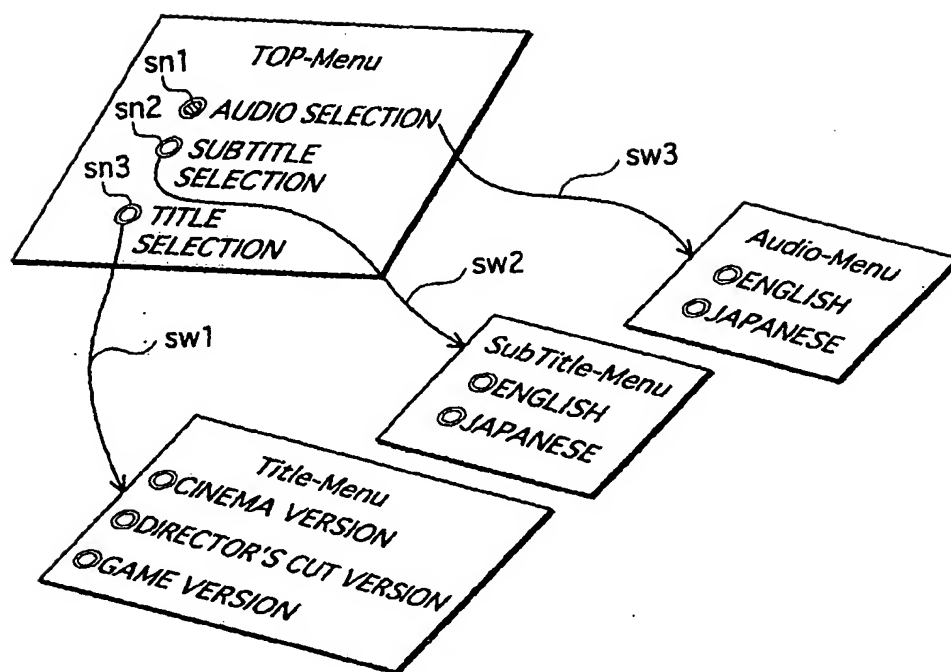 TOP-Menu
sn1
AUDIO SELECTION
sn2
SUBTITLE
SELECTION
sn3
TITLE
SELECTION
sw3
Audio-Menu
ENGLISH
JAPANESE
sw2
SubTitle-Menu
ENGLISH
JAPANESE
sw1
Title-Menu
CINEMA VERSION
DIRECTOR'S CUT VERSION
GAME VERSION